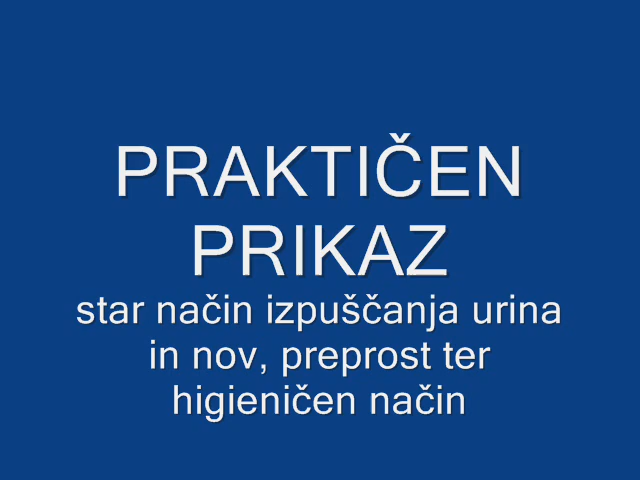 PRAKTIČEN
PRIKAZ
star način izpuščanja urina
in nov, preprost ter
higieničen način